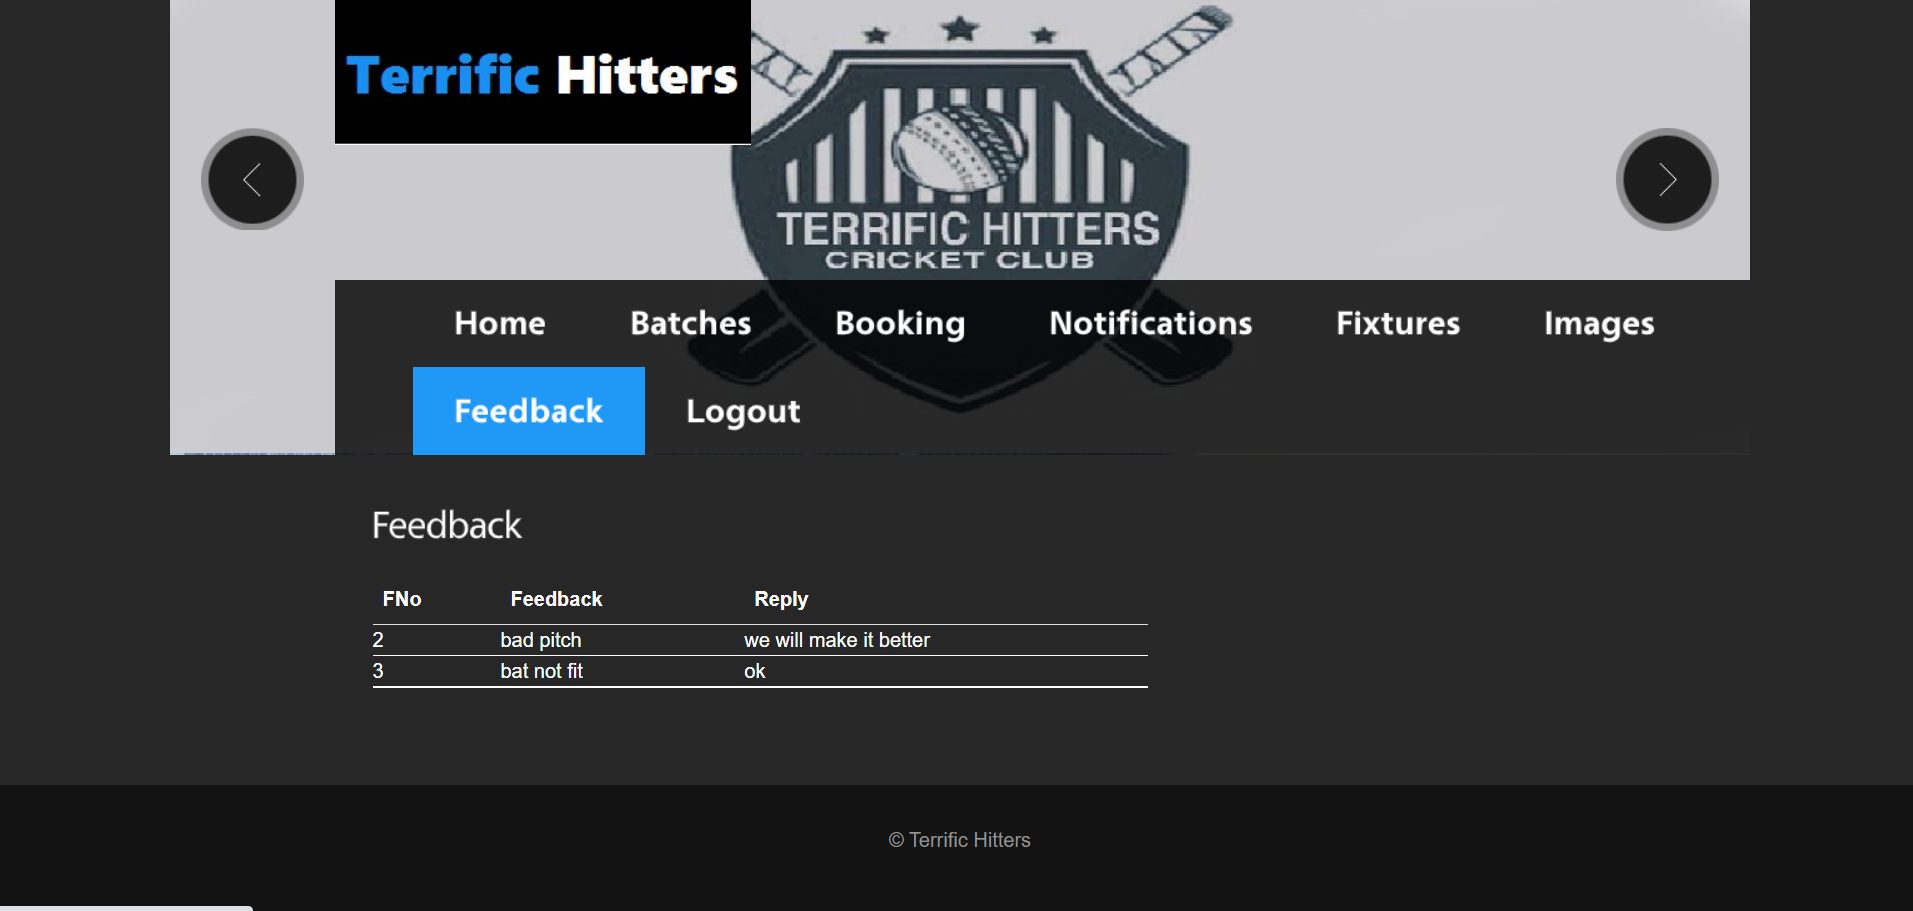 Terrific Hitters
TERRIFIC HITTERS
CRICKET CLUB
Home Batches Booking Notifications Fixtures Images
Feedback Logout
Feedback
FNo Feedback Reply
2 bad pitch we will make it better
3 bat not fit ok
© Terrific Hitters